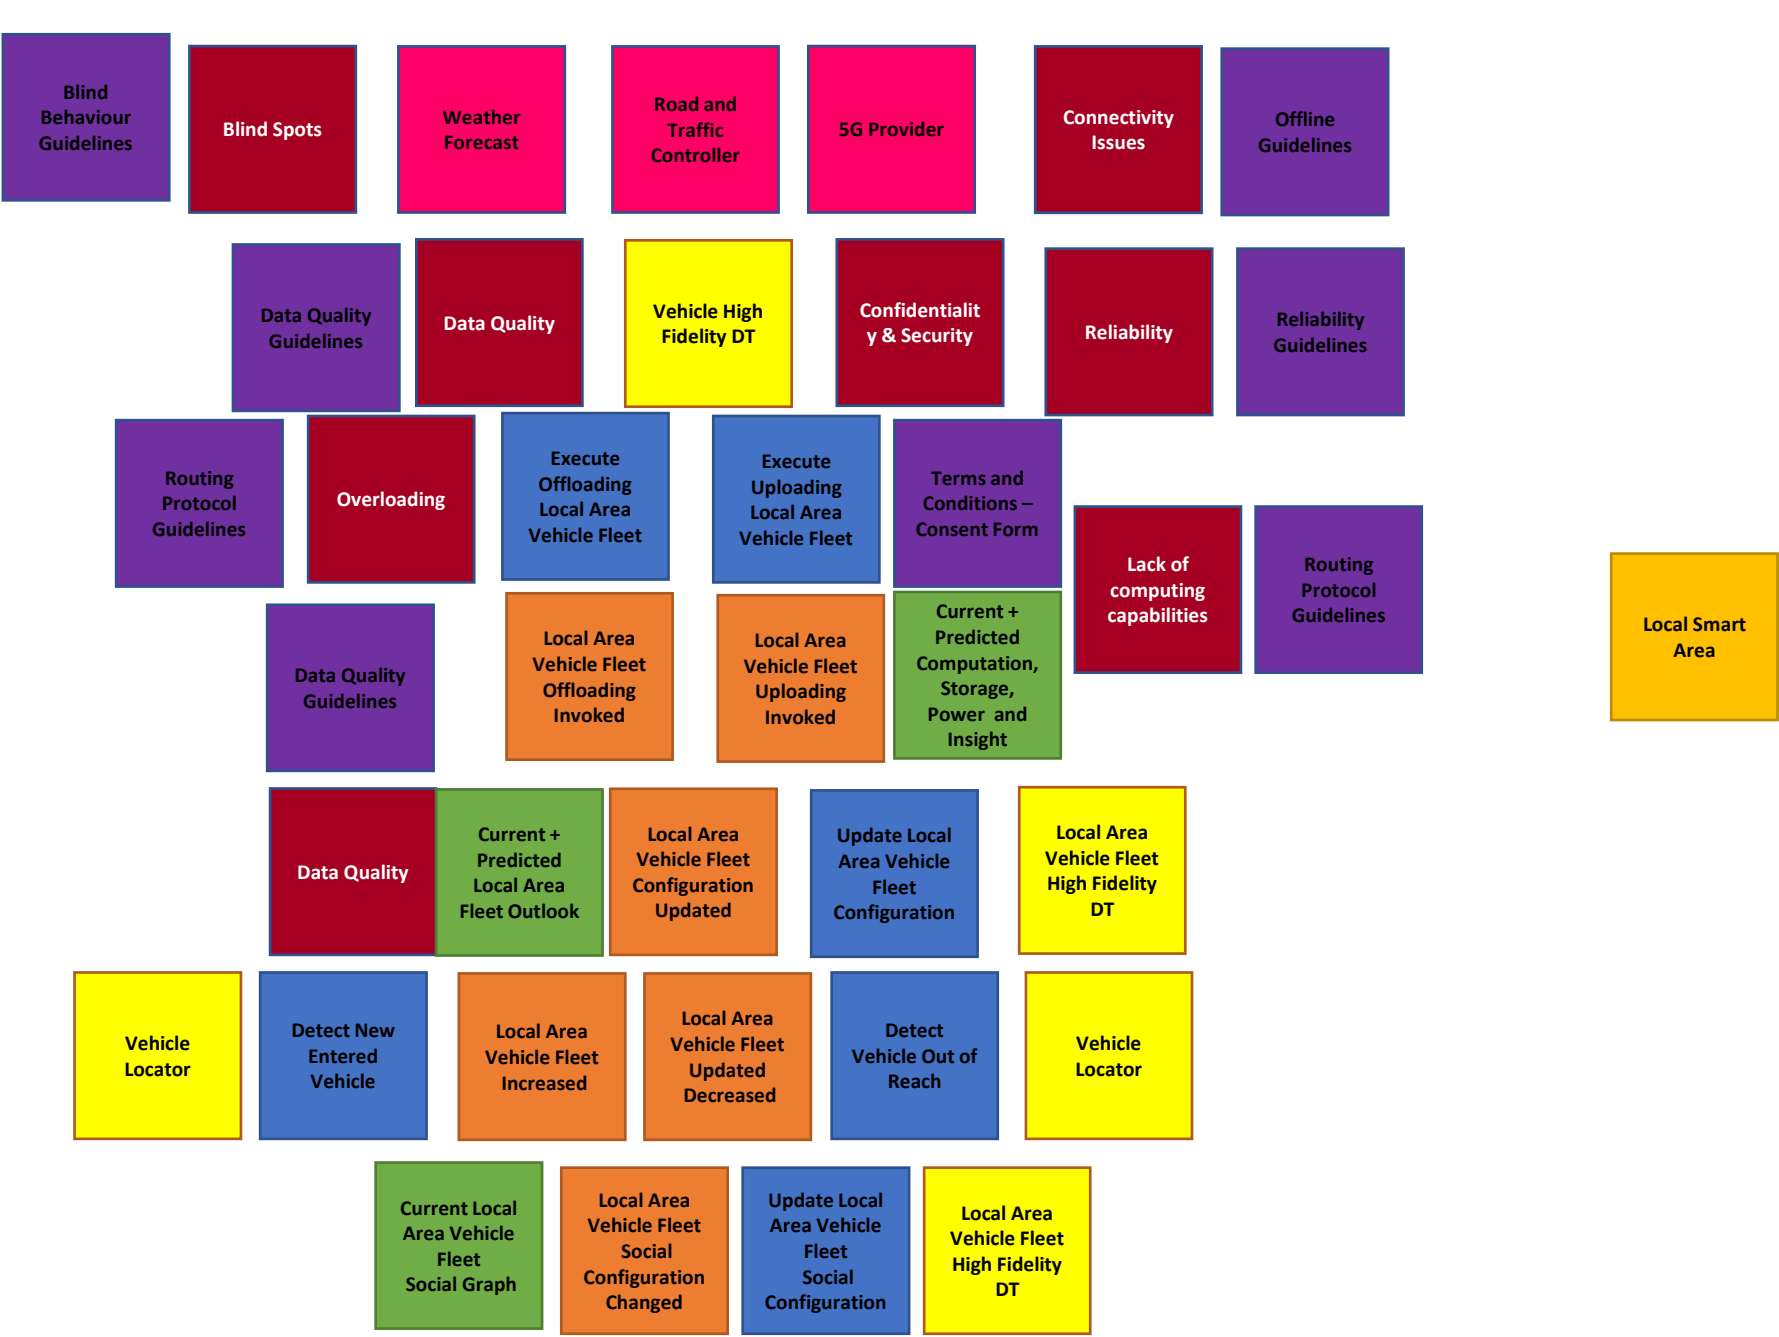 Blind
Behaviour
Guidelines
Blind Spots
Weather
Forecast
Road and
Traffic
Controller
5G Provider
Connectivity
Issues
Offline
Guidelines
Data Quality
Guidelines
Data Quality
Vehicle High
Fidelity DT
Confidentialit
y & Security
Reliability
Reliability
Guidelines
Routing
Protocol
Guidelines
Overloading
Execute
Offloading
Local Area
Vehicle Fleet
Execute
Uploading
Local Area
Vehicle Fleet
Terms and
Conditions –
Consent Form
Lack of
computing
capabilities
Routing
Protocol
Guidelines
Local Smart
Area
Data Quality
Guidelines
Local Area
Vehicle Fleet
Offloading
Invoked
Local Area
Vehicle Fleet
Uploading
Invoked
Current +
Predicted
Computation,
Storage,
Power and
Insight
Data Quality
Current +
Predicted
Local Area
Fleet Outlook
Local Area
Vehicle Fleet
Configuration
Updated
Update Local
Area Vehicle
Fleet
Configuration
Local Area
Vehicle Fleet
High Fidelity
DT
Vehicle
Locator
Detect New
Entered
Vehicle
Local Area
Vehicle Fleet
Increased
Local Area
Vehicle Fleet
Updated
Decreased
Detect
Vehicle Out of
Reach
Vehicle
Locator
Current Local
Area Vehicle
Fleet
Social Graph
Local Area
Vehicle Fleet
Social
Configuration
Changed
Update Local
Area Vehicle
Fleet
Social
Configuration
Local Area
Vehicle Fleet
High Fidelity
DT